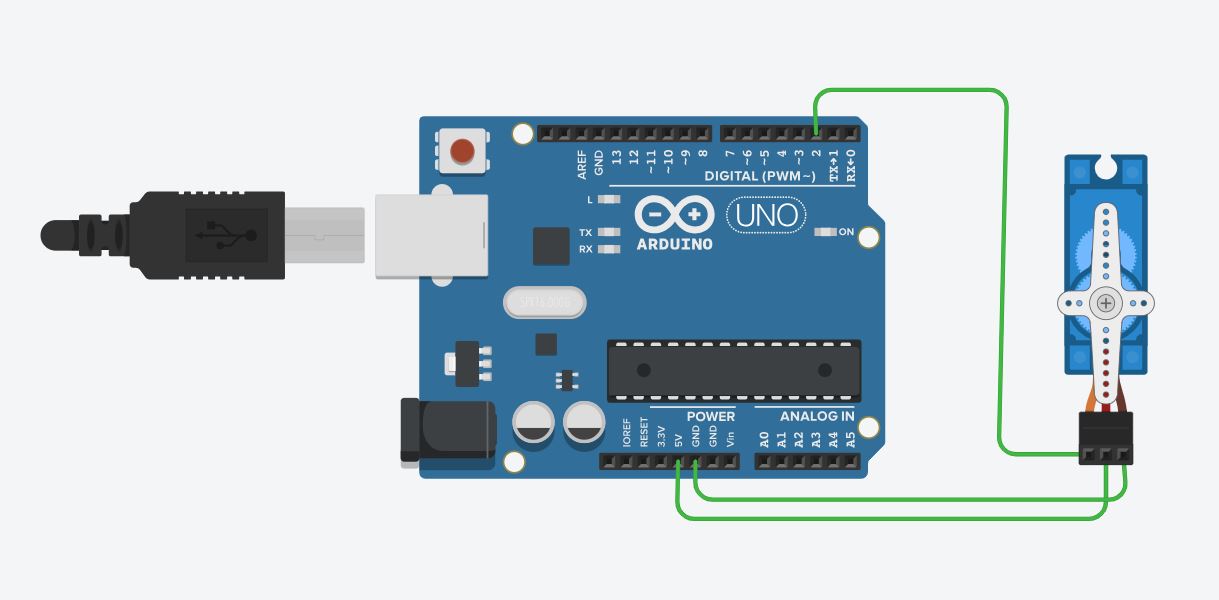 AREF
GND
13
12
~11
~10
~9
8
7
~6
~5
4
~3
2
TX→1
RX←0
DIGITAL (PWM~)
L
TX
RX
ARDUINO
UNO
ON
SPK16.000G
POWER
ANALOG IN
IOREF
RESET
3.3V
5V
GND
GND
Vin
A0
A1
A2
A3
A4
A5